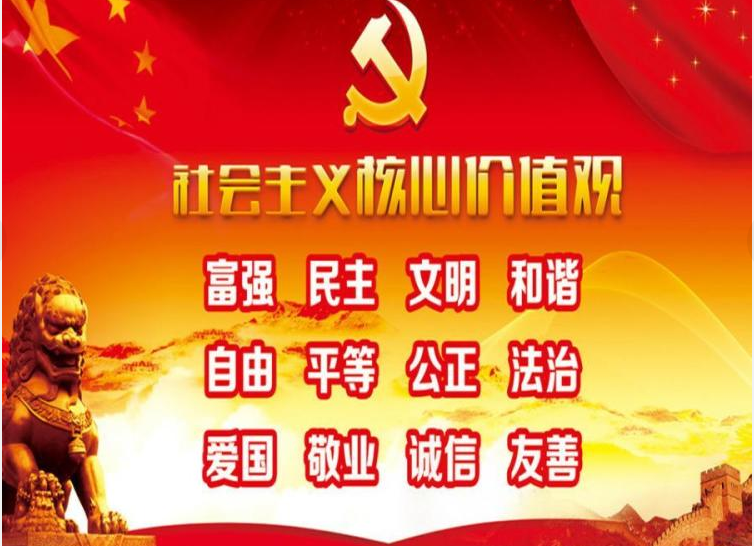 社会主义核心价值观
富强 民主 文明 和谐
自由 平等 公正 法治
爱国 敬业 诚信 友善